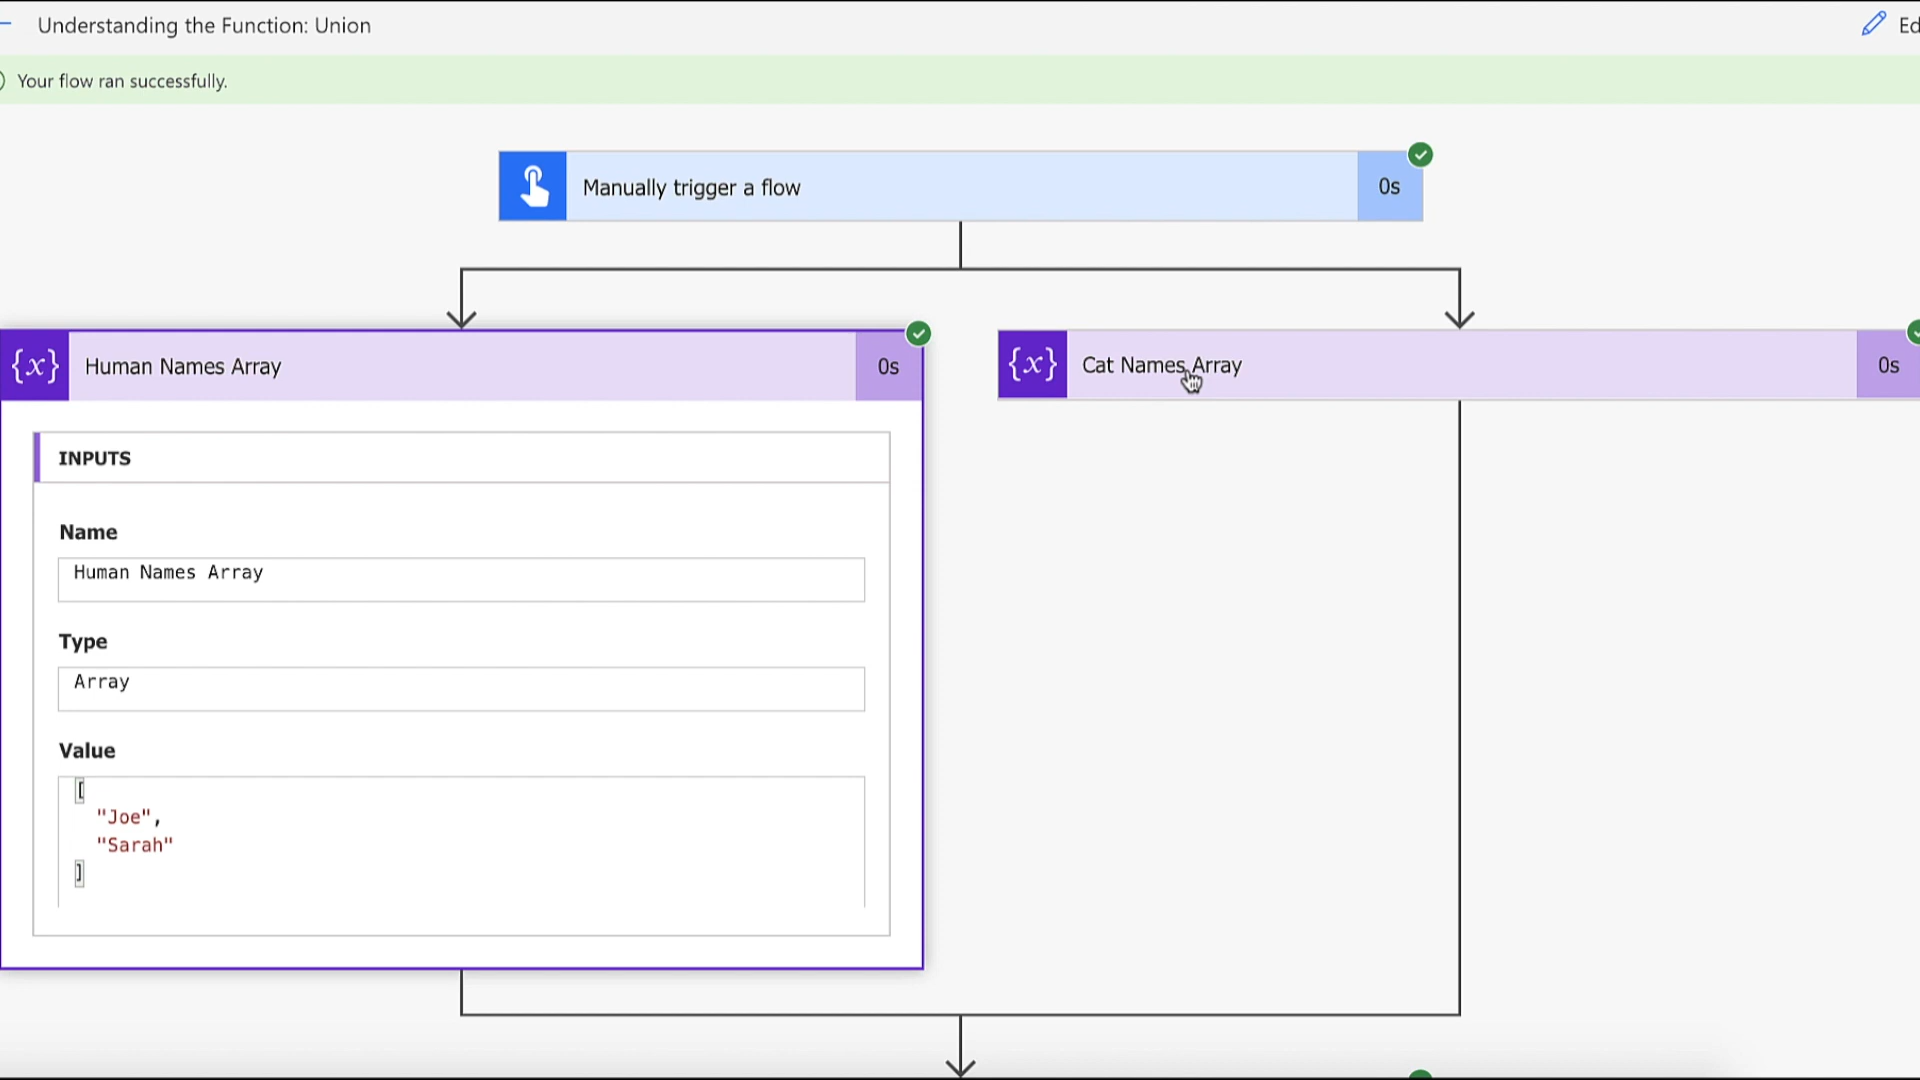 Understanding the Function: Union
Ed
Your flow ran successfully.
Manually trigger a flow
0s
{x}
Human Names Array
0s
{x}
Cat Names Array
0s
INPUTS
Name
Human Names Array
Type
Array
Value
[
"Joe",
"Sarah"
]